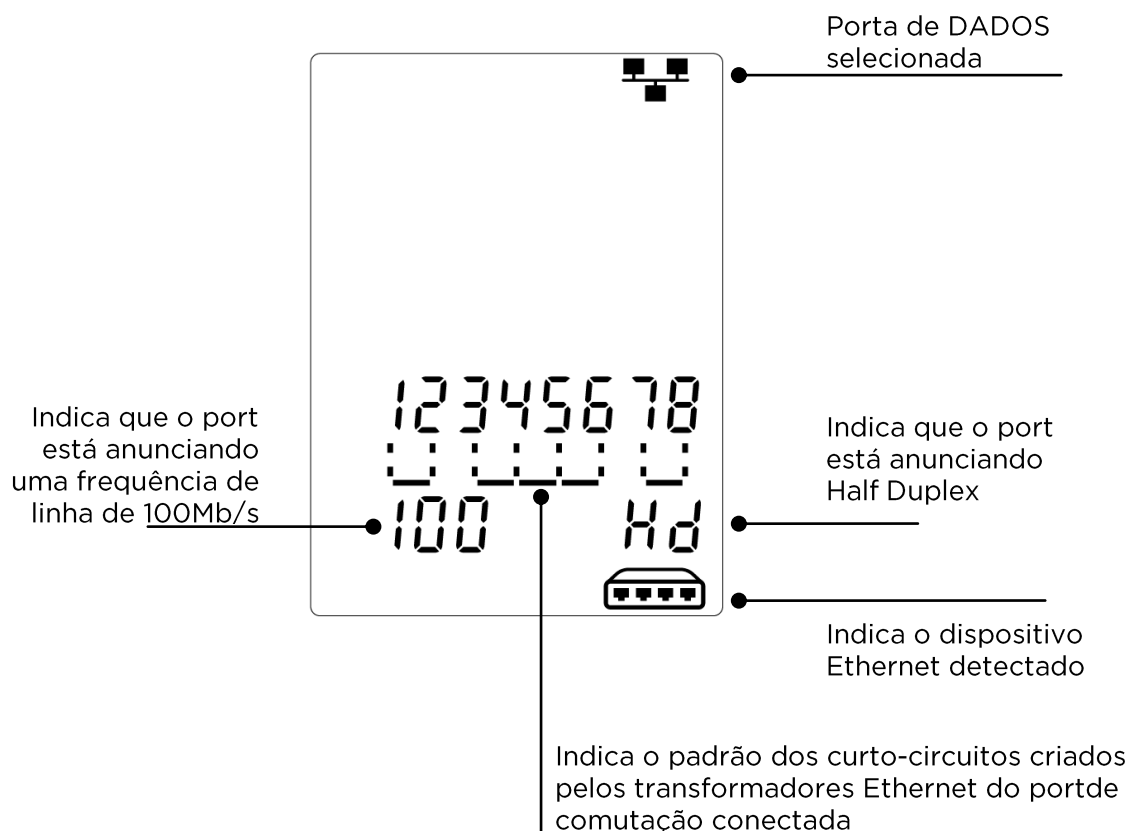 Porta de DADOS
selecionada
12345678
Indica que o port
está anunciando
uma frequência de
linha de 100Mb/s
Indica que o port
está anunciando
Half Duplex
100 Hd
Indica o dispositivo
Ethernet detectado
Indica o padrão dos curto-circuitos criados
pelos transformadores Ethernet do portde
comutação conectada